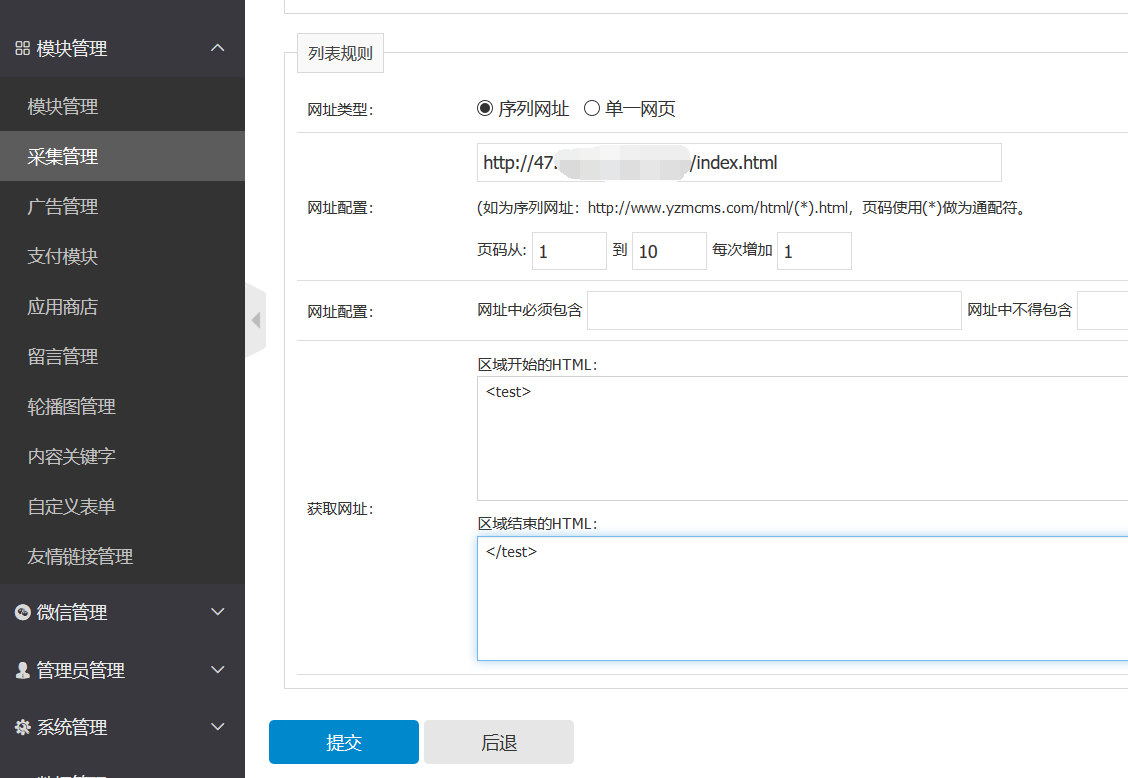 模块管理
模块管理
采集管理
广告管理
支付模块
应用商店
留言管理
轮播图管理
内容关键字
自定义表单
友情链接管理
微信管理
管理员管理
系统管理
列表规则
网址类型： 序列网址 单一网页
http://47. /index.html
网址配置： (如为序列网址：http://www.yzmcms.com/html/(*).html，页码使用(*)做为通配符。
页码从: 1 到 10 每次增加 1
网址配置： 网址中必须包含 网址中不得包含
区域开始的HTML：
<test>
获取网址：
区域结束的HTML：
</test>
提交 后退